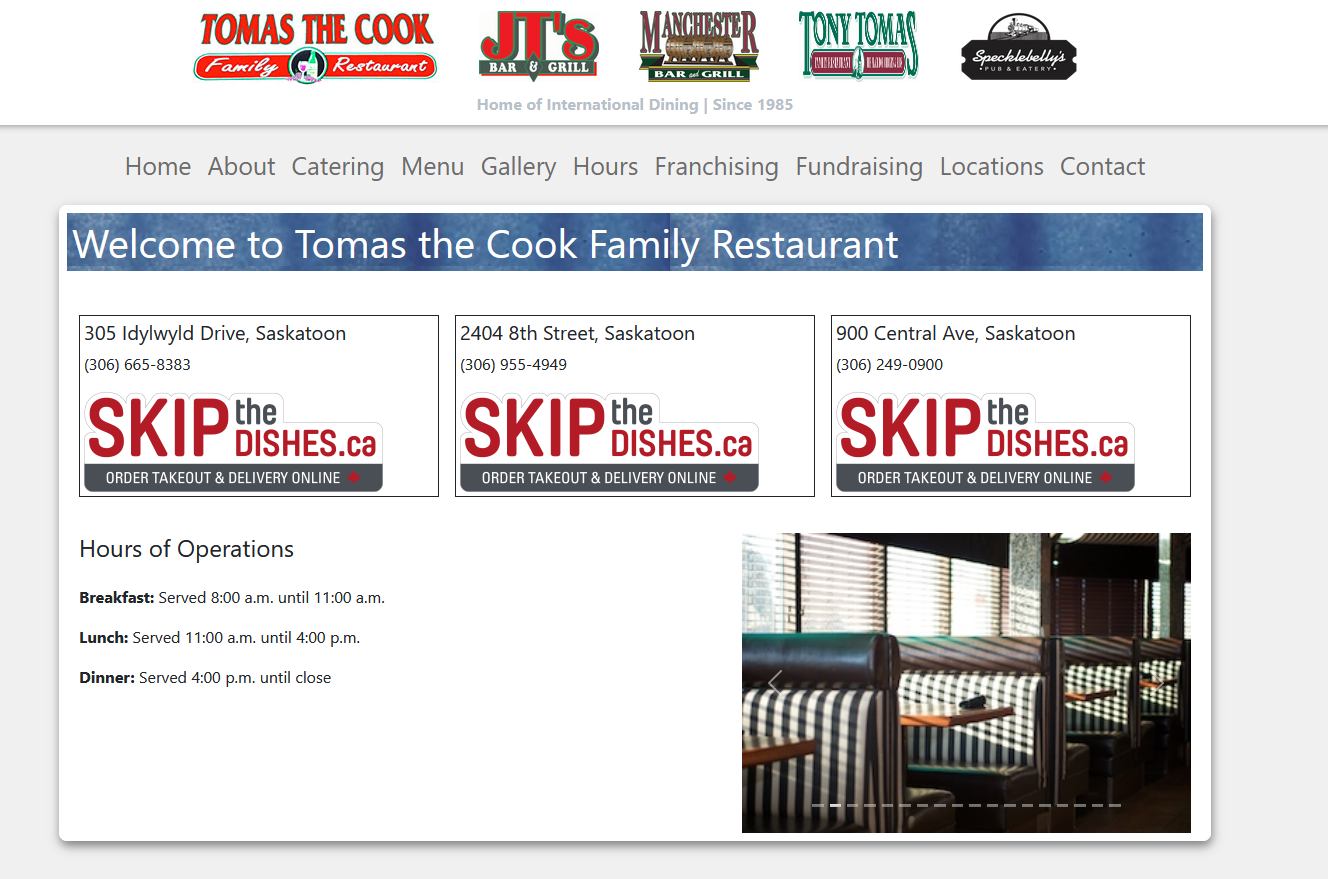 TOMAS THE COOK
Family Restaurant
JT's
BAR & GRILL
MANCHESTER
BAR and GRILL
TONY TOMAS
Specklebelly's
PUB & EATERY
Home of International Dining | Since 1985
Home About Catering Menu Gallery Hours Franchising Fundraising Locations Contact
Welcome to Tomas the Cook Family Restaurant
305 Idylwyld Drive, Saskatoon
(306) 665-8383
SKIP the DISHES.ca
ORDER TAKEOUT & DELIVERY ONLINE
2404 8th Street, Saskatoon
(306) 955-4949
SKIP the DISHES.ca
ORDER TAKEOUT & DELIVERY ONLINE
900 Central Ave, Saskatoon
(306) 249-0900
SKIP the DISHES.ca
ORDER TAKEOUT & DELIVERY ONLINE
Hours of Operations
Breakfast: Served 8:00 a.m. until 11:00 a.m.
Lunch: Served 11:00 a.m. until 4:00 p.m.
Dinner: Served 4:00 p.m. until close